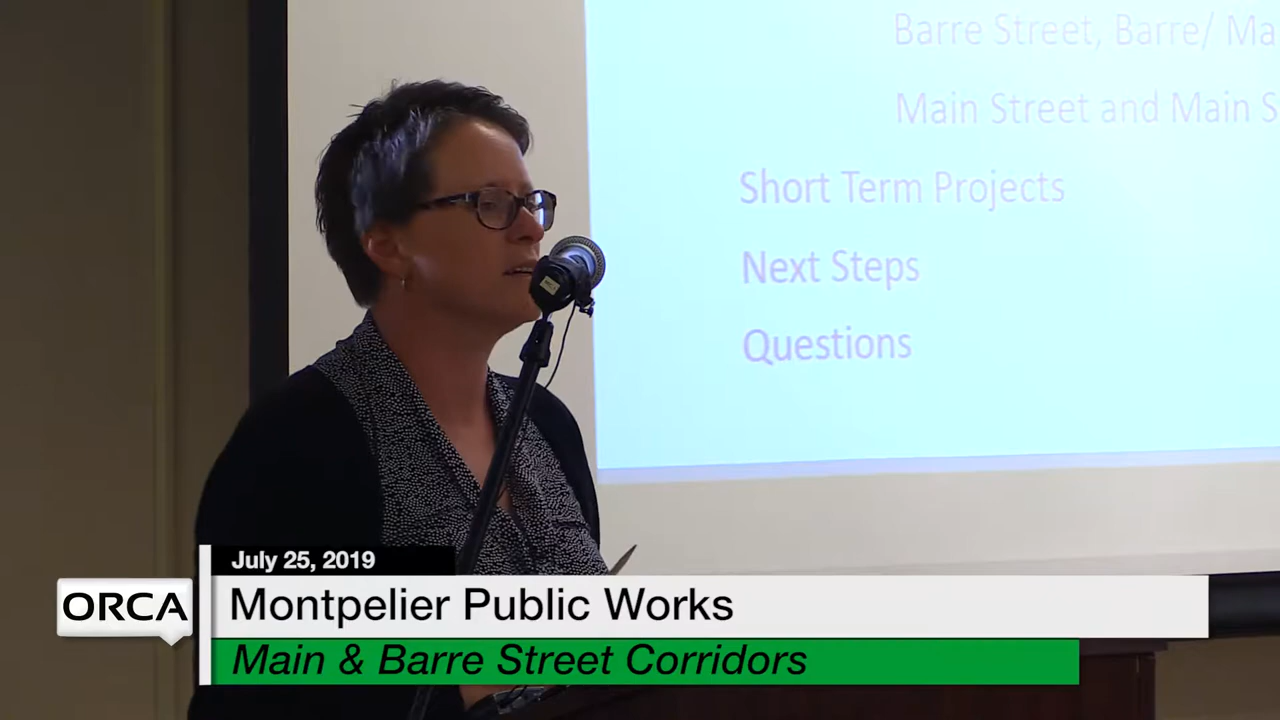 Barre Street, Barre/ Ma
Main Street and Main S
Short Term Projects
Next Steps
Questions
July 25, 2019
ORCA
Montpelier Public Works
Main & Barre Street Corridors